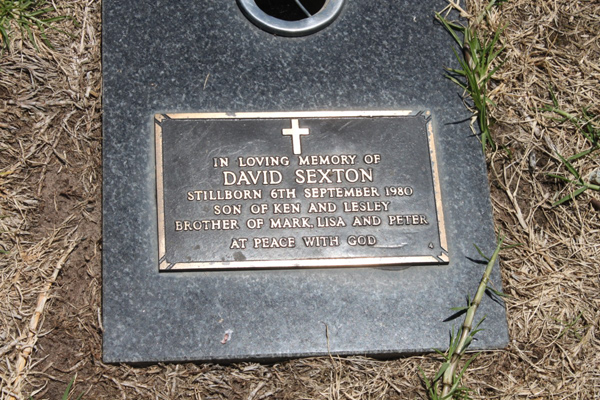 IN LOVING MEMORY OF
DAVID SEXTON
STILLBORN 6TH SEPTEMBER 1980
SON OF KEN AND LESLEY
BROTHER OF MARK, LISA AND PETER
AT PEACE WITH GOD